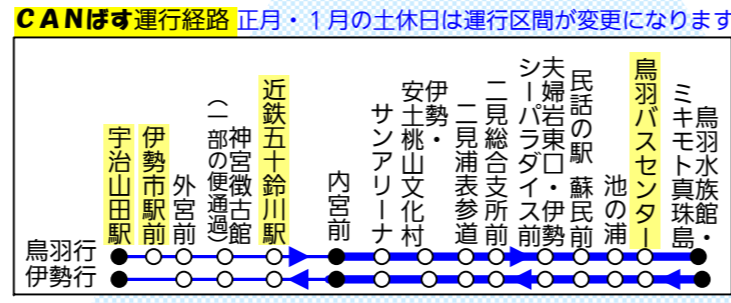 CANばす運行経路 正月・1月の土休日は運行区間が変更になります
宇治山田駅
伊勢市駅前
外宮前
神宮徴古館
(一部の便通過)
近鉄五十鈴川駅
内宮前
サンアリーナ
伊勢・
安土桃山文化村
二見浦表参道
二見総合支所前
夫婦岩東口・伊勢
シーパラダイス前
民話の駅 蘇民前
池の浦
鳥羽バスセンター
鳥羽水族館・
ミキモト真珠島
鳥羽行
伊勢行